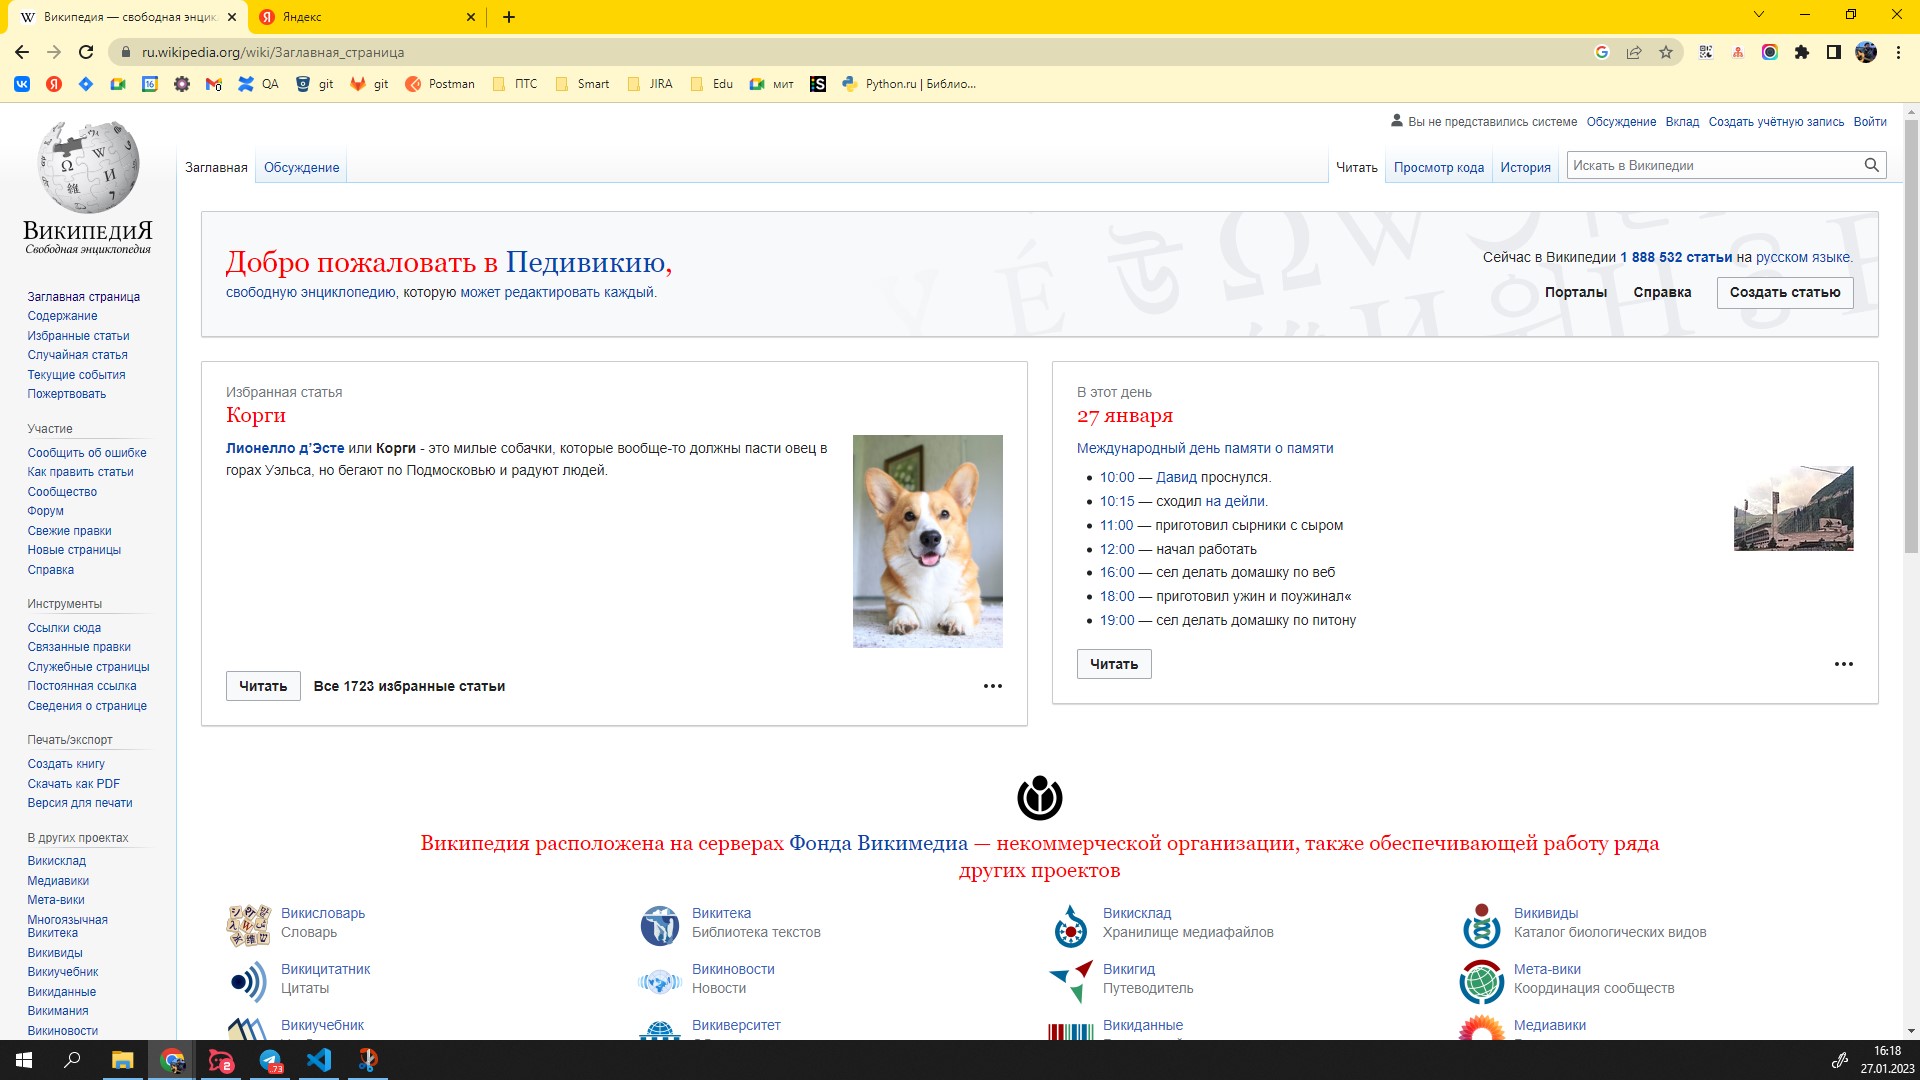 Википедия — свободная энцик
Яндекс
ru.wikipedia.org/wiki/Заглавная_страница
QA
git
git
Postman
ПТС
Smart
JIRA
Edu
мит
Python.ru | Библио...
Вы не представились системе Обсуждение Вклад Создать учётную запись Войти
ВикипедиЯ
Свободная энциклопедия
Заглавная Обсуждение
Читать Просмотр кода История Искать в Википедии
Добро пожаловать в Педивикию,
свободную энциклопедию, которую может редактировать каждый.
Сейчас в Википедии 1 888 532 статьи на русском языке.
Порталы Справка Создать статью
Заглавная страница
Содержание
Избранные статьи
Случайная статья
Текущие события
Пожертвовать
Участие
Сообщить об ошибке
Как править статьи
Сообщество
Форум
Свежие правки
Новые страницы
Справка
Инструменты
Ссылки сюда
Связанные правки
Служебные страницы
Постоянная ссылка
Сведения о странице
Печать/экспорт
Создать книгу
Скачать как PDF
Версия для печати
В других проектах
Викисклад
Медиавики
Мета-вики
Многоязычная
Викитека
Викивиды
Викиучебник
Викиданные
Викимания
Викиновости
Избранная статья
Корги
Лионелло д’Эсте или Корги - это милые собачки, которые вообще-то должны пасти овец в
горах Уэльса, но бегают по Подмосковью и радуют людей.
Читать Все 1723 избранные статьи
В этот день
27 января
Международный день памяти о памяти
10:00 — Давид проснулся.
10:15 — сходил на дейли.
11:00 — приготовил сырники с сыром
12:00 — начал работать
16:00 — сел делать домашку по веб
18:00 — приготовил ужин и поужинал«
19:00 — сел делать домашку по питону
Читать
Википедия расположена на серверах Фонда Викимедиа — некоммерческой организации, также обеспечивающей работу ряда
других проектов
Викисловарь
Словарь
Викитека
Библиотека текстов
Викисклад
Хранилище медиафайлов
Викивиды
Каталог биологических видов
Викицитатник
Цитаты
Викиновости
Новости
Викигид
Путеводитель
Мета-вики
Координация сообществ
Викиучебник
Викиверситет
Викиданные
Медиавики
16:18
27.01.2023